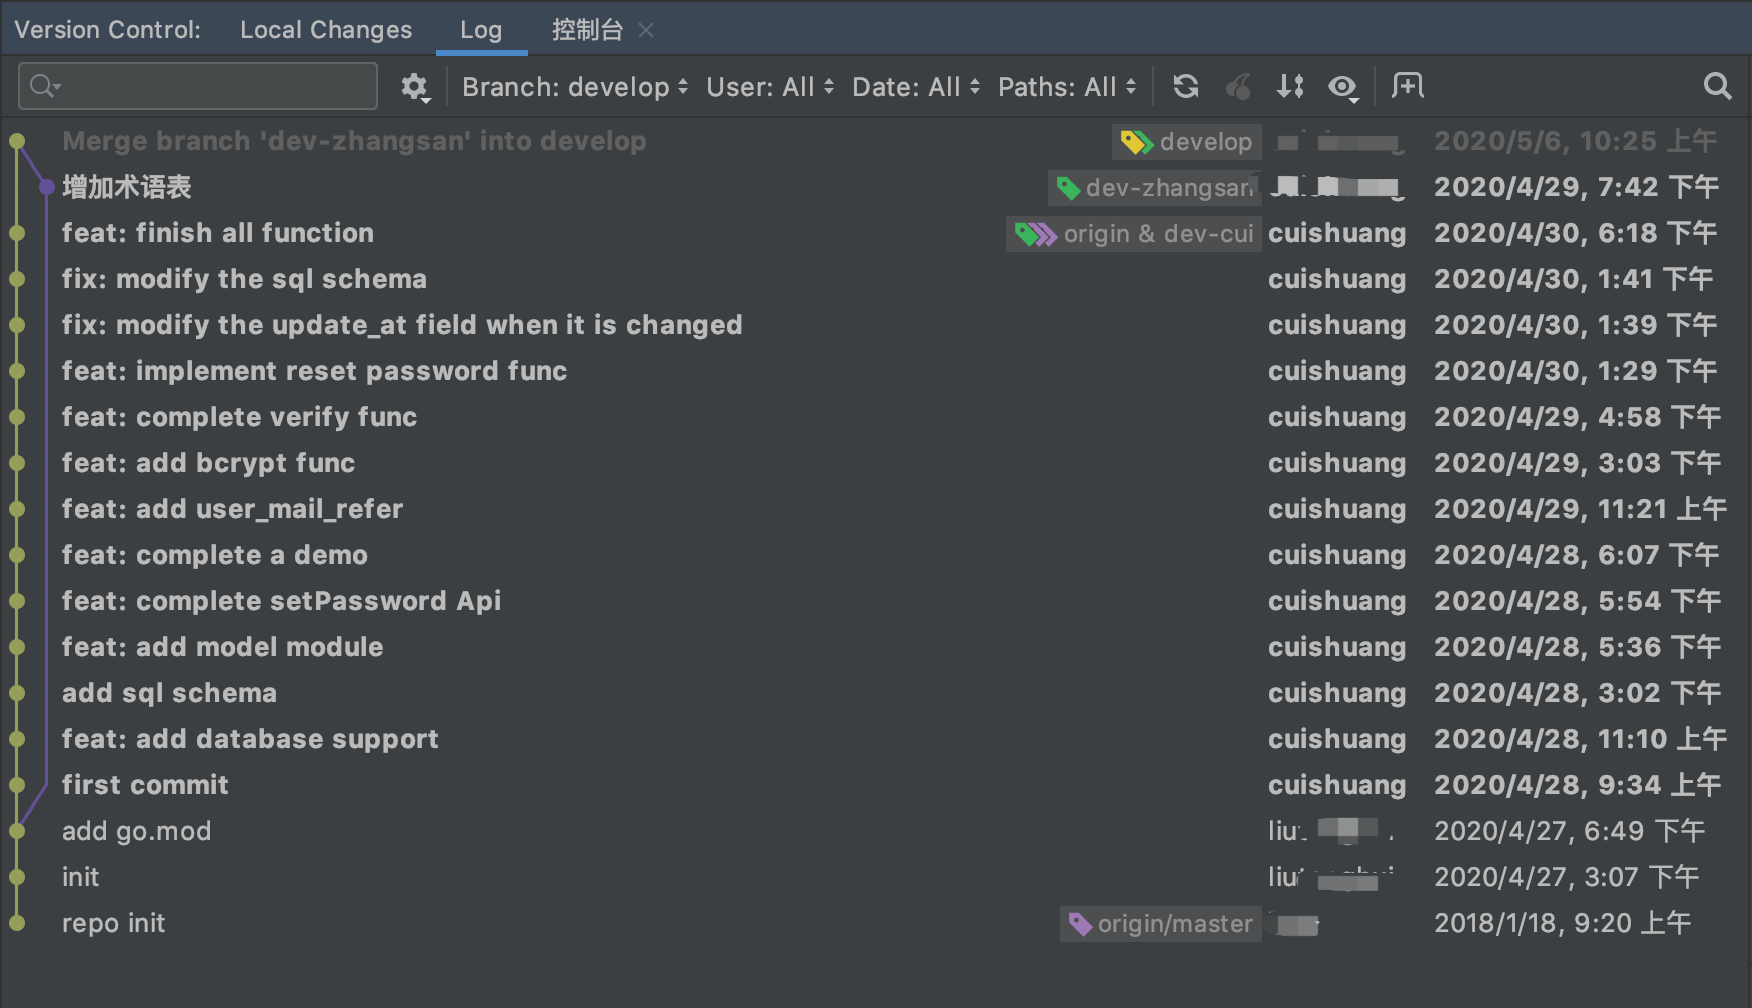 Version Control: Local Changes Log 控制台
Branch: develop User: All Date: All Paths: All
Merge branch 'dev-zhangsan' into develop develop 2020/5/6, 10:25 上午
增加术语表 dev-zhangsan 2020/4/29, 7:42 下午
feat: finish all function origin & dev-cui cuishuang 2020/4/30, 6:18 下午
fix: modify the sql schema cuishuang 2020/4/30, 1:41 下午
fix: modify the update_at field when it is changed cuishuang 2020/4/30, 1:39 下午
feat: implement reset password func cuishuang 2020/4/30, 1:29 下午
feat: complete verify func cuishuang 2020/4/29, 4:58 下午
feat: add bcrypt func cuishuang 2020/4/29, 3:03 下午
feat: add user_mail_refer cuishuang 2020/4/29, 11:21 上午
feat: complete a demo cuishuang 2020/4/28, 6:07 下午
feat: complete setPassword Api cuishuang 2020/4/28, 5:54 下午
feat: add model module cuishuang 2020/4/28, 5:36 下午
add sql schema cuishuang 2020/4/28, 3:02 下午
feat: add database support cuishuang 2020/4/28, 11:10 上午
first commit cuishuang 2020/4/28, 9:34 上午
add go.mod 2020/4/27, 6:49 下午
init 2020/4/27, 3:07 下午
repo init origin/master 2018/1/18, 9:20 上午